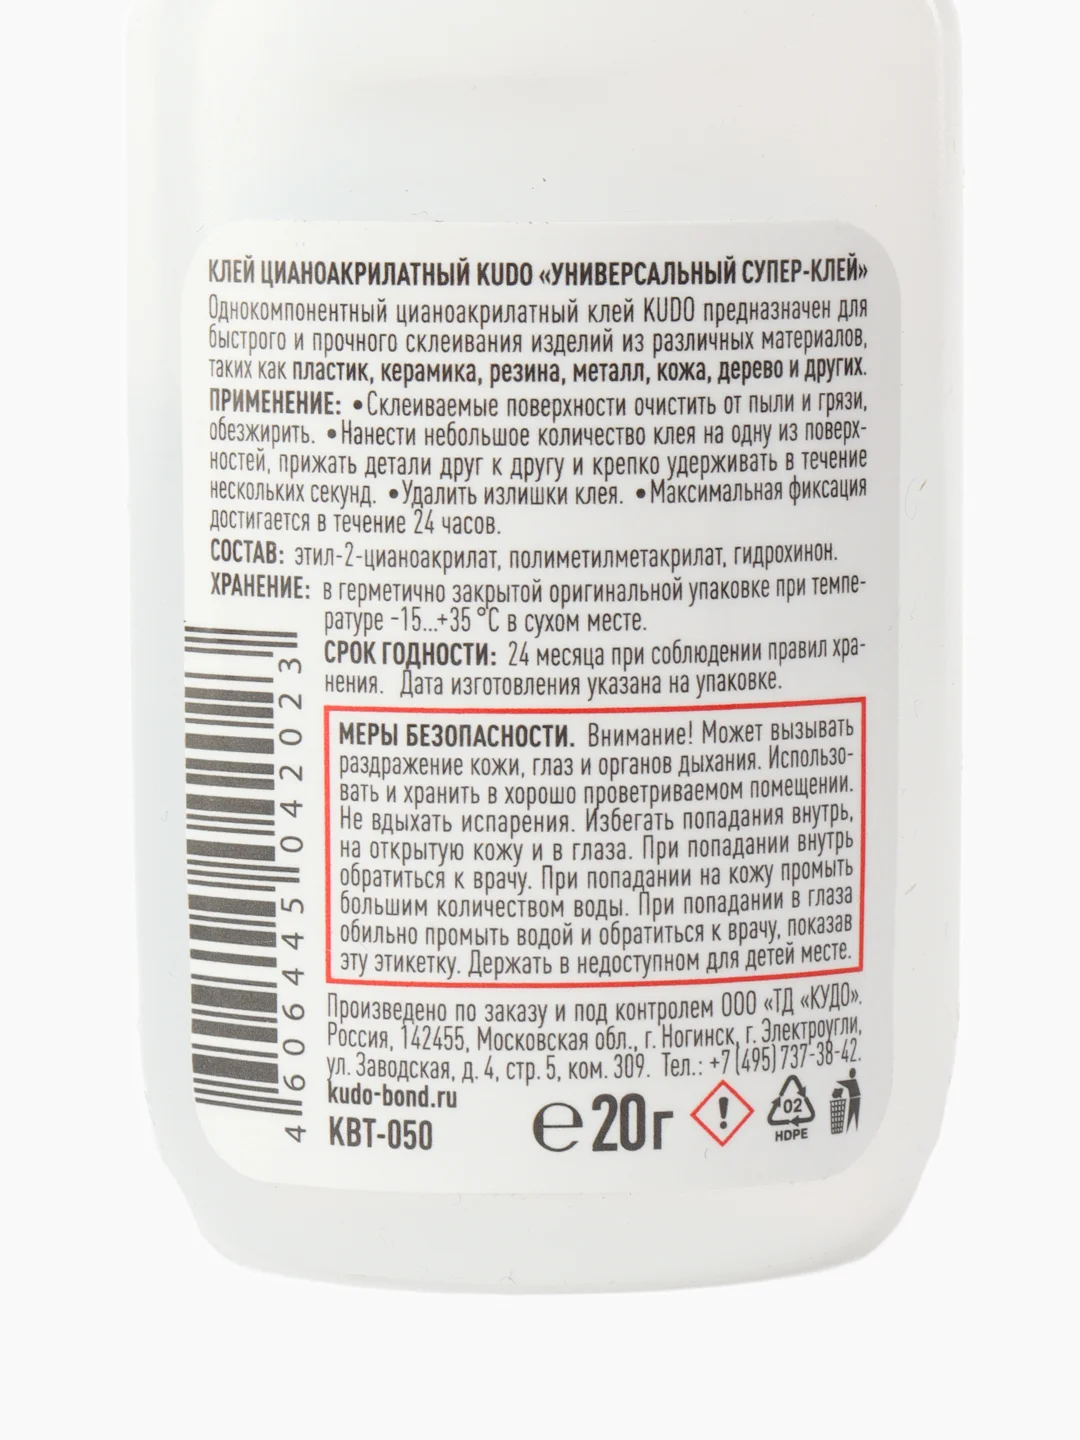 КЛЕЙ ЦИАНОАКРИЛАТНЫЙ KUDO «УНИВЕРСАЛЬНЫЙ СУПЕР-КЛЕЙ»
Однокомпонентный цианоакрилатный клей KUDO предназначен для
быстрого и прочного склеивания изделий из различных материалов,
таких как пластик, керамика, резина, металл, кожа, дерево и других.
ПРИМЕНЕНИЕ: •Склеиваемые поверхности очистить от пыли и грязи,
обезжирить. •Нанести небольшое количество клея на одну из поверх-
ностей, прижать детали друг к другу и крепко удерживать в течение
нескольких секунд. •Удалить излишки клея. •Максимальная фиксация
достигается в течение 24 часов.
СОСТАВ: этил-2-цианоакрилат, полиметилметакрилат, гидрохинон.
ХРАНЕНИЕ: в герметично закрытой оригинальной упаковке при темпе-
ратуре -15...+35 °С в сухом месте.
СРОК ГОДНОСТИ: 24 месяца при соблюдении правил хра-
нения. Дата изготовления указана на упаковке.
МЕРЫ БЕЗОПАСНОСТИ. Внимание! Может вызывать
раздражение кожи, глаз и органов дыхания. Использо-
вать и хранить в хорошо проветриваемом помещении.
Не вдыхать испарения. Избегать попадания внутрь,
на открытую кожу и в глаза. При попадании внутрь
обратиться к врачу. При попадании на кожу промыть
большим количеством воды. При попадании в глаза
обильно промыть водой и обратиться к врачу, показав
эту этикетку. Держать в недоступном для детей месте.
Произведено по заказу и под контролем ООО «ТД «КУДО».
Россия, 142455, Московская обл., г. Ногинск, г. Электроугли,
ул. Заводская, д. 4, стр. 5, ком. 309. Тел.: +7 (495) 737-38-42.
kudo-bond.ru
KBT-050
℮ 20г
02
HDPE
4606445042023